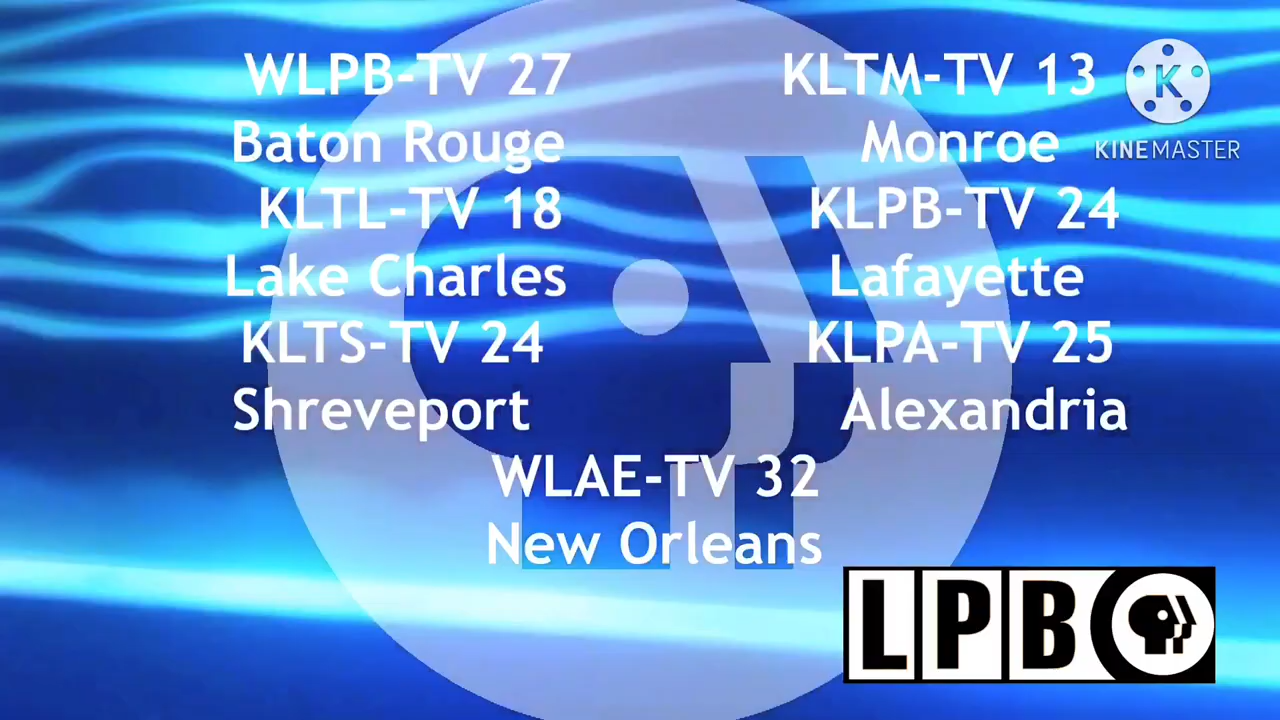 WLPB-TV 27
Baton Rouge
KLTL-TV 18
Lake Charles
KLTS-TV 24
Shreveport
KLTM-TV 13
Monroe
KLPB-TV 24
Lafayette
KLPA-TV 25
Alexandria
WLAE-TV 32
New Orleans
K
KINEMASTER
LPB